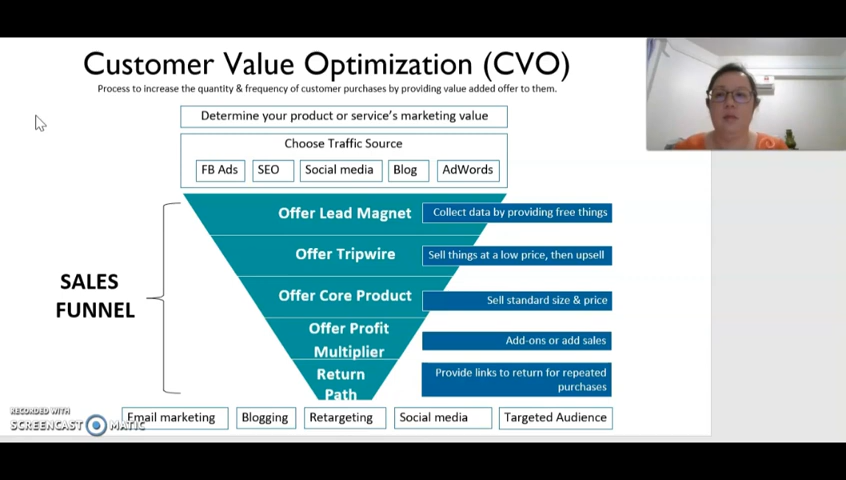 Customer Value Optimization (CVO)
Process to increase the quantity & frequency of customer purchases by providing value added offer to them.
Determine your product or service's marketing value
Choose Traffic Source
FB Ads
SEO
Social media
Blog
AdWords
SALES
FUNNEL
Offer Lead Magnet
Collect data by providing free things
Offer Tripwire
Sell things at a low price, then upsell
Offer Core Product
Sell standard size & price
Offer Profit
Multiplier
Add-ons or add sales
Return
Path
Provide links to return for repeated
purchases
Email marketing
Blogging
Retargeting
Social media
Targeted Audience
RECORDED WITH
SCREENCAST MATIC